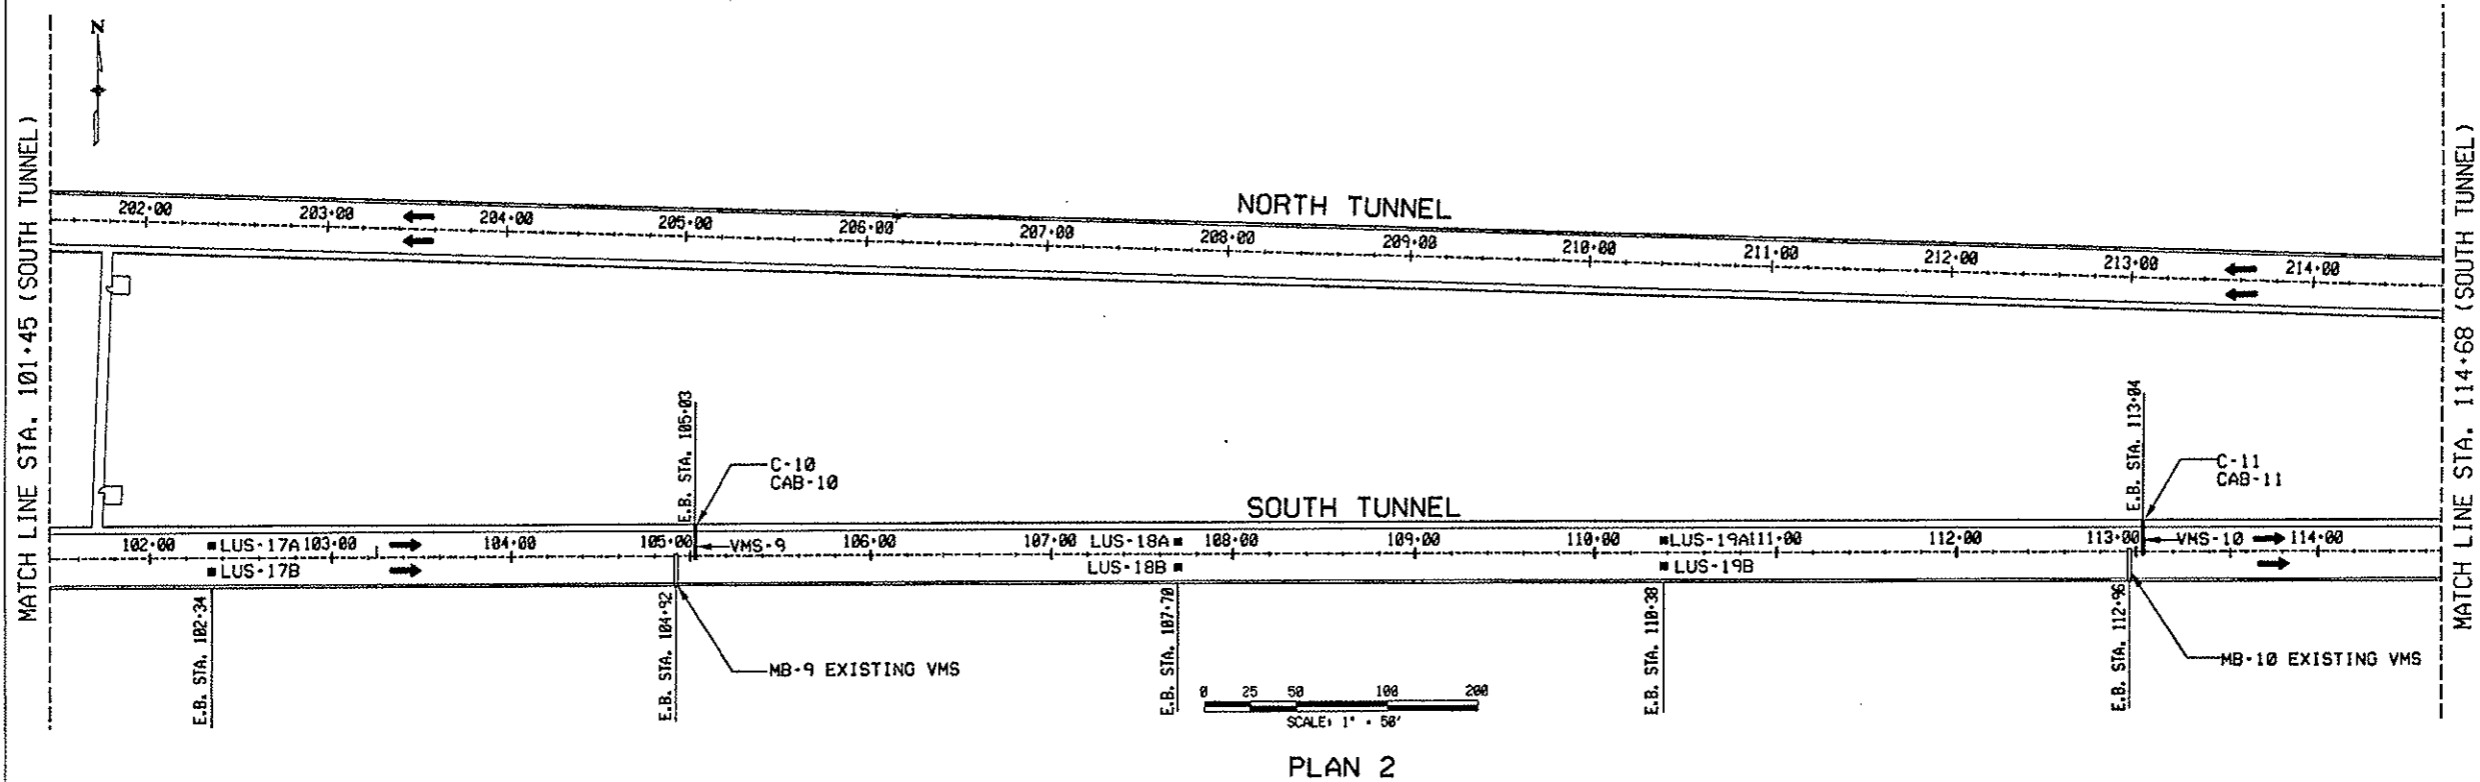 N
MATCH LINE STA. 101+45 (SOUTH TUNNEL)
MATCH LINE STA. 114+68 (SOUTH TUNNEL)
NORTH TUNNEL
202+00 203+00 204+00 205+00 206+00 207+00 208+00 209+00 210+00 211+00 212+00 213+00 214+00
E.B. STA. 105+03
C-10
CAB-10
E.B. STA. 113+04
C-11
CAB-11
SOUTH TUNNEL
102+00 LUS-17A 103+00 104+00 105+00 VMS-9 106+00 107+00 LUS-18A 108+00 109+00 110+00 LUS-19A 111+00 112+00 113+00 VMS-10 114+00
LUS-17B LUS-18B LUS-19B
E.B. STA. 102+34
E.B. STA. 104+92
MB-9 EXISTING VMS
E.B. STA. 107+70
E.B. STA. 110+38
E.B. STA. 112+96
MB-10 EXISTING VMS
0 25 50 100 200
SCALE: 1" = 50'
PLAN 2